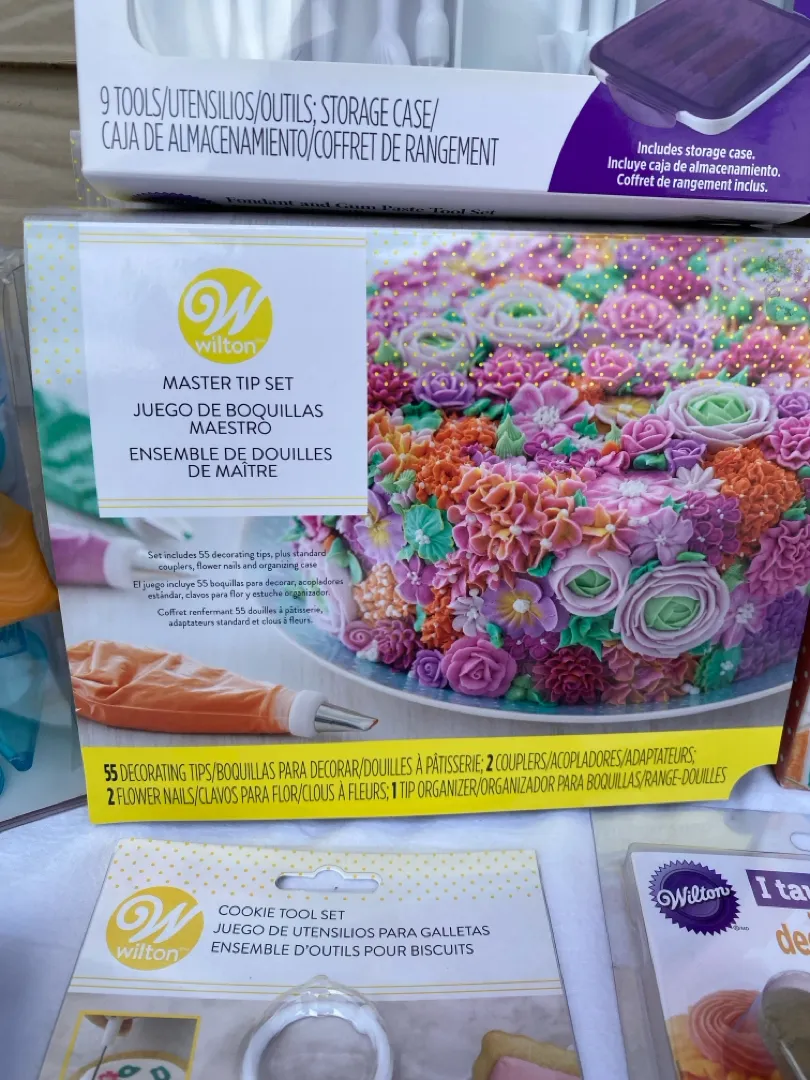 9 TOOLS/UTENSILIOS/OUTILS; STORAGE CASE/
CAJA DE ALMACENAMIENTO/COFFRET DE RANGEMENT
Includes storage case.
Incluye caja de almacenamiento.
Coffret de rangement inclus.
Fondant and Gum Paste Tool Set
W
wilton
MASTER TIP SET
JUEGO DE BOQUILLAS
MAESTRO
ENSEMBLE DE DOUILLES
DE MAÎTRE
Set includes 55 decorating tips, plus standard
couplers, flower nails and organizing case
El juego incluye 55 boquillas para decorar, acopladores
estándar, clavos para flor y estuche organizador.
Coffret renfermant 55 douilles à pâtisserie,
adaptateurs standard et clous à fleurs.
55 DECORATING TIPS/BOQUILLAS PARA DECORAR/DOUILLES À PÂTISSERIE; 2 COUPLERS/ACOPLADORES/ADAPTATEURS;
2 FLOWER NAILS/CLAVOS PARA FLOR/CLOUS À FLEURS; 1 TIP ORGANIZER/ORGANIZADOR PARA BOQUILLAS/RANGE-DOUILLES
W
wilton
COOKIE TOOL SET
JUEGO DE UTENSILIOS PARA GALLETAS
ENSEMBLE D'OUTILS POUR BISCUITS
Wilton
I ta
de